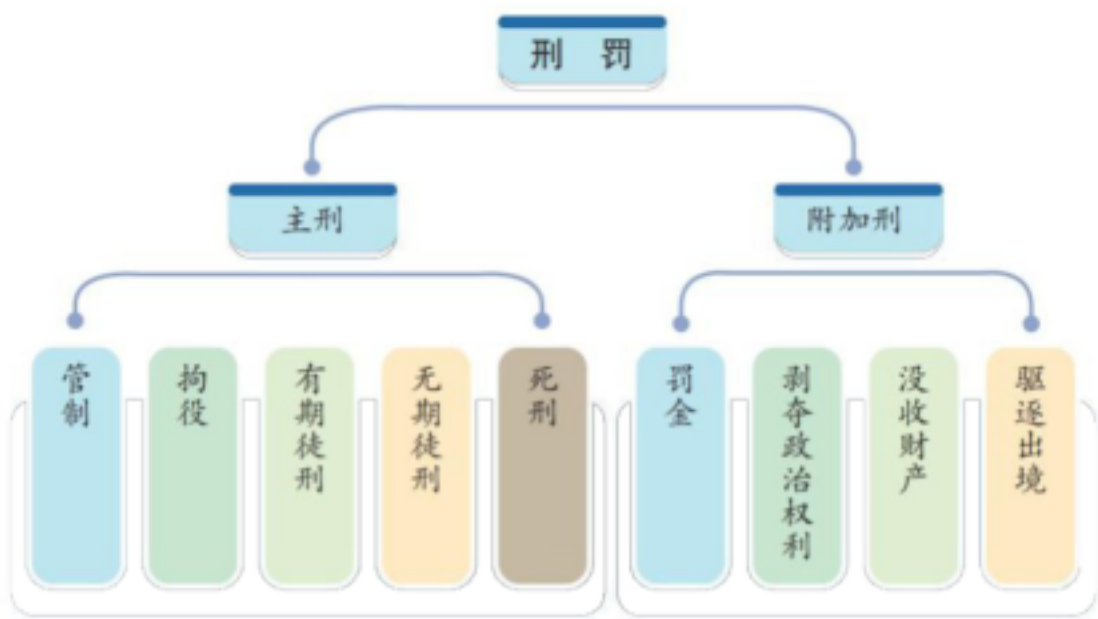 刑 罚
主刑
附加刑
管制
拘役
有期徒刑
无期徒刑
死刑
罚金
剥夺政治权利
没收财产
驱逐出境